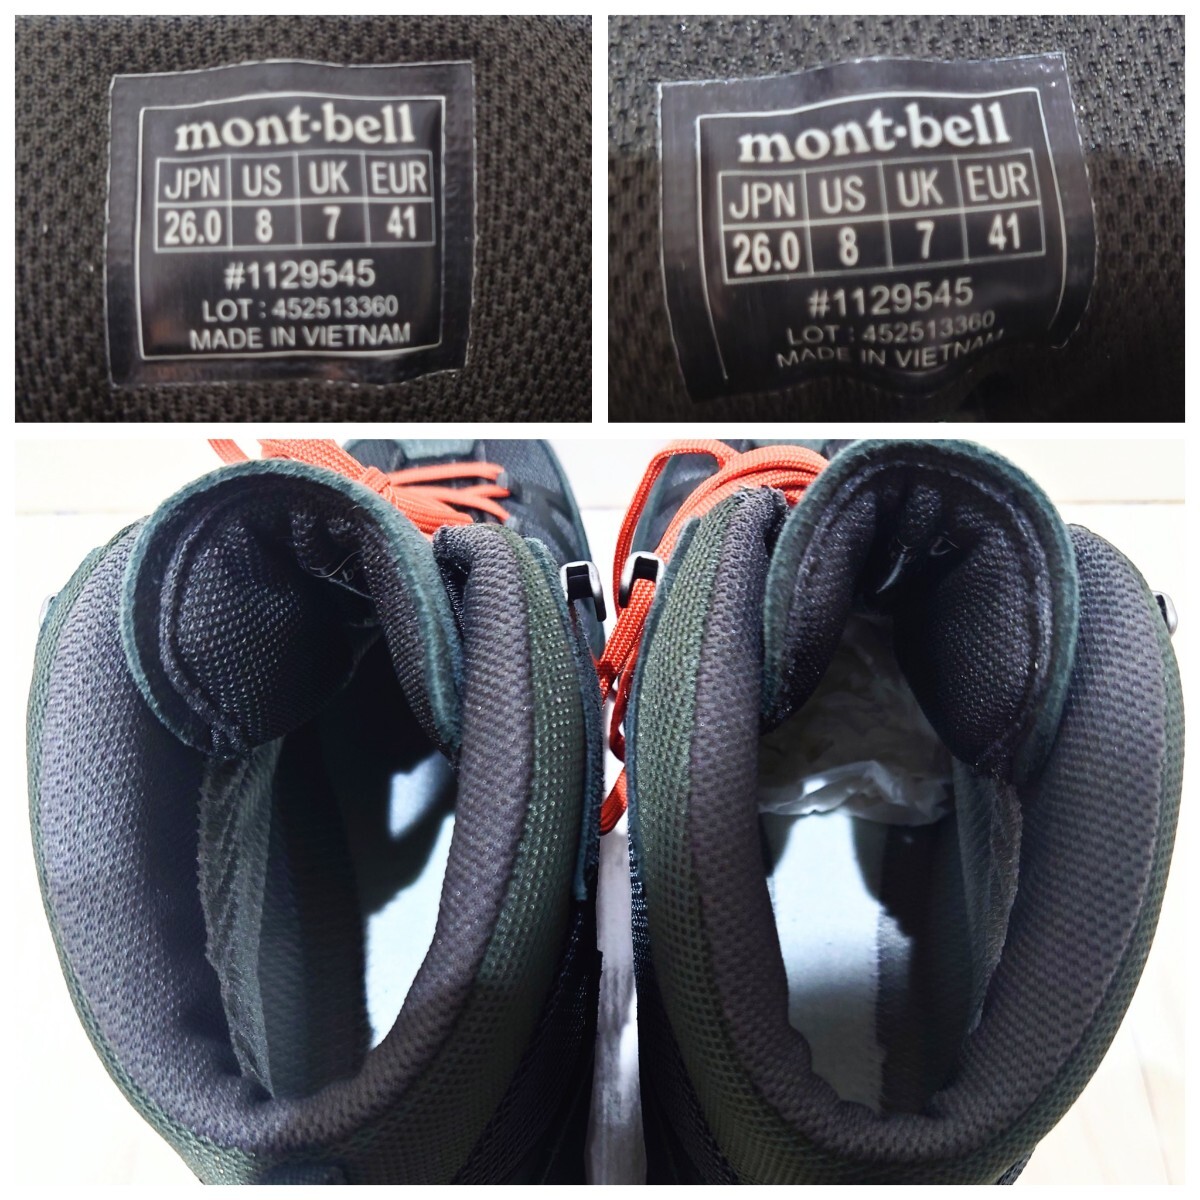 mont·bell
JPN US UK EUR
26.0 8 7 41
#1129545
LOT : 452513360
MADE IN VIETNAM
mont·bell
JPN US UK EUR
26.0 8 7 41
#1129545
LOT : 452513360
MADE IN VIETNAM